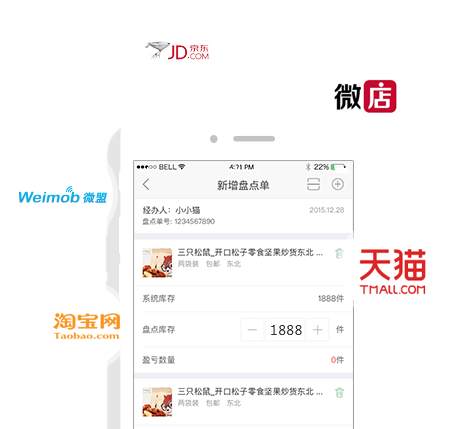 JD 京东
.COM
微店
●●●○○ BELL 4:21 PM 22%
新增盘点单
经办人：小小猫 2015.12.28
盘点单号: 1234567890
Weimob 微盟
三只松鼠_开口松子零食坚果炒货东北 ...
两袋装 包邮 东北
天猫
TMALL.COM
系统库存 1888件
淘宝网
Taobao.com
盘点库存 — 1888 + 件
盈亏数量 0件
三只松鼠_开口松子零食坚果炒货东北 ...
两袋装 包邮 东北